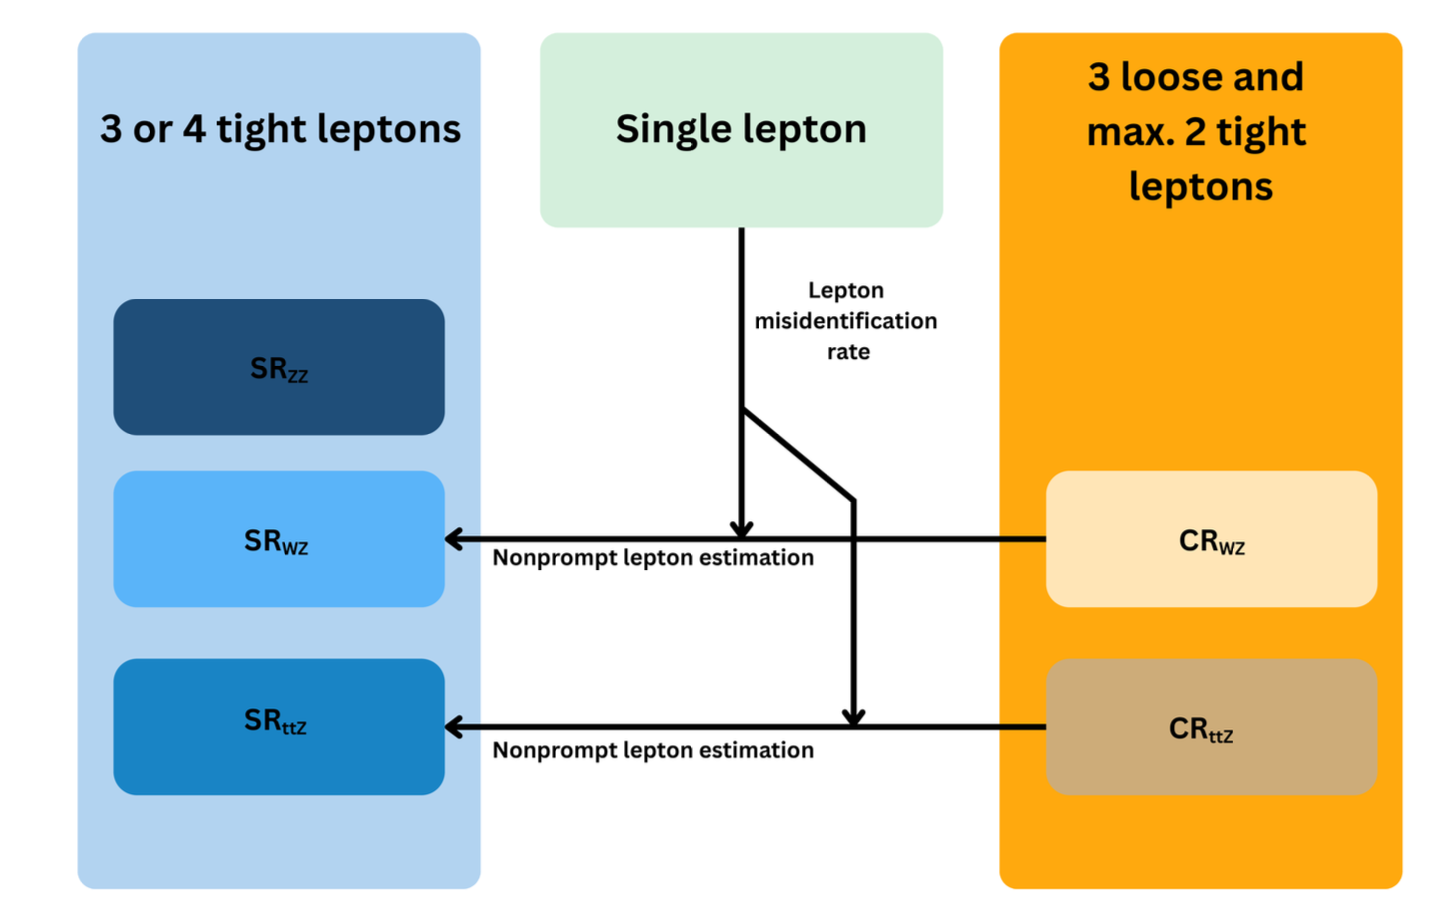 3 or 4 tight leptons
Single lepton
3 loose and
max. 2 tight
leptons
Lepton
misidentification
rate
SRZZ
SRWZ
Nonprompt lepton estimation
CRWZ
SRttZ
Nonprompt lepton estimation
CRttZ